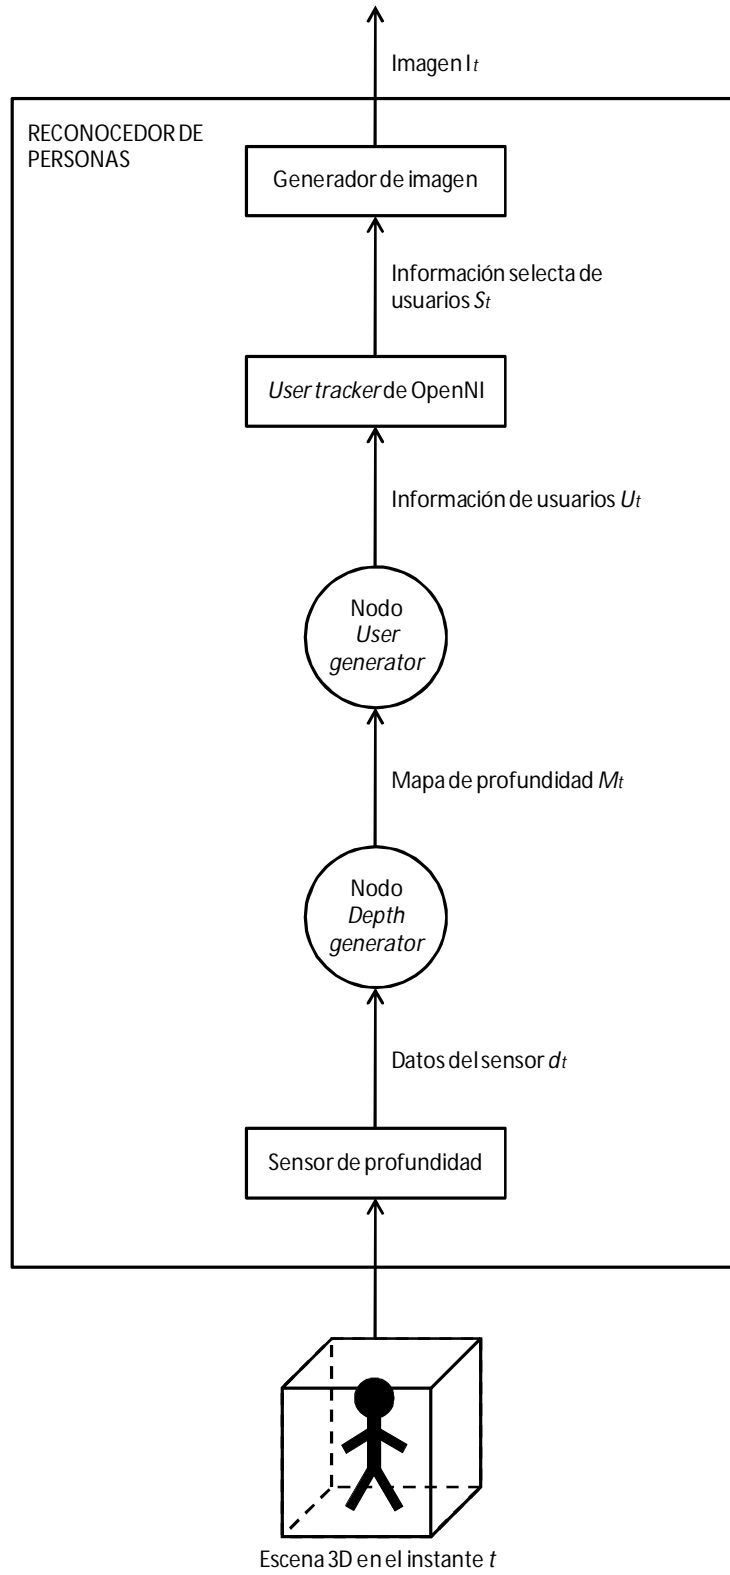 Imagen It
RECONOCEDOR DE
PERSONAS
Generador de imagen
Información selecta de
usuarios St
User tracker de OpenNI
Información de usuarios Ut
Nodo
User
generator
Mapa de profundidad Mt
Nodo
Depth
generator
Datos del sensor dt
Sensor de profundidad
Escena 3D en el instante t